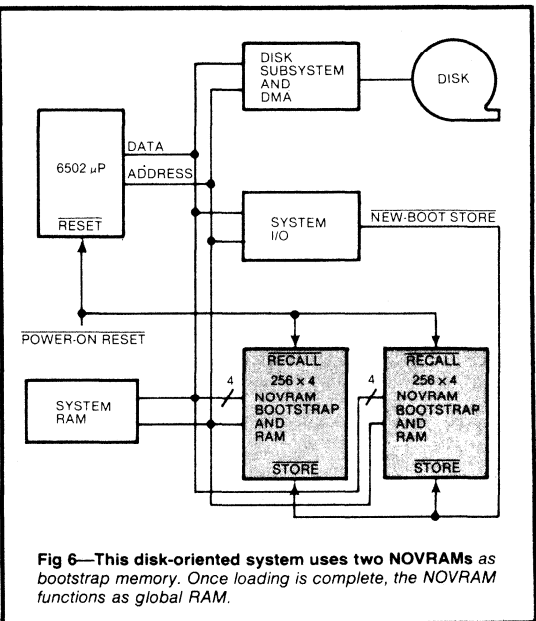 DISK
SUBSYSTEM
AND
DMA
DISK
6502 µP
DATA
ADDRESS
RESET
SYSTEM
I/O
NEW-BOOT STORE
POWER-ON RESET
SYSTEM
RAM
4
RECALL
256 x 4
NOVRAM
BOOTSTRAP
AND
RAM
STORE
4
RECALL
256 x 4
NOVRAM
BOOTSTRAP
AND
RAM
STORE
Fig 6—This disk-oriented system uses two NOVRAMs as
bootstrap memory. Once loading is complete, the NOVRAM
functions as global RAM.